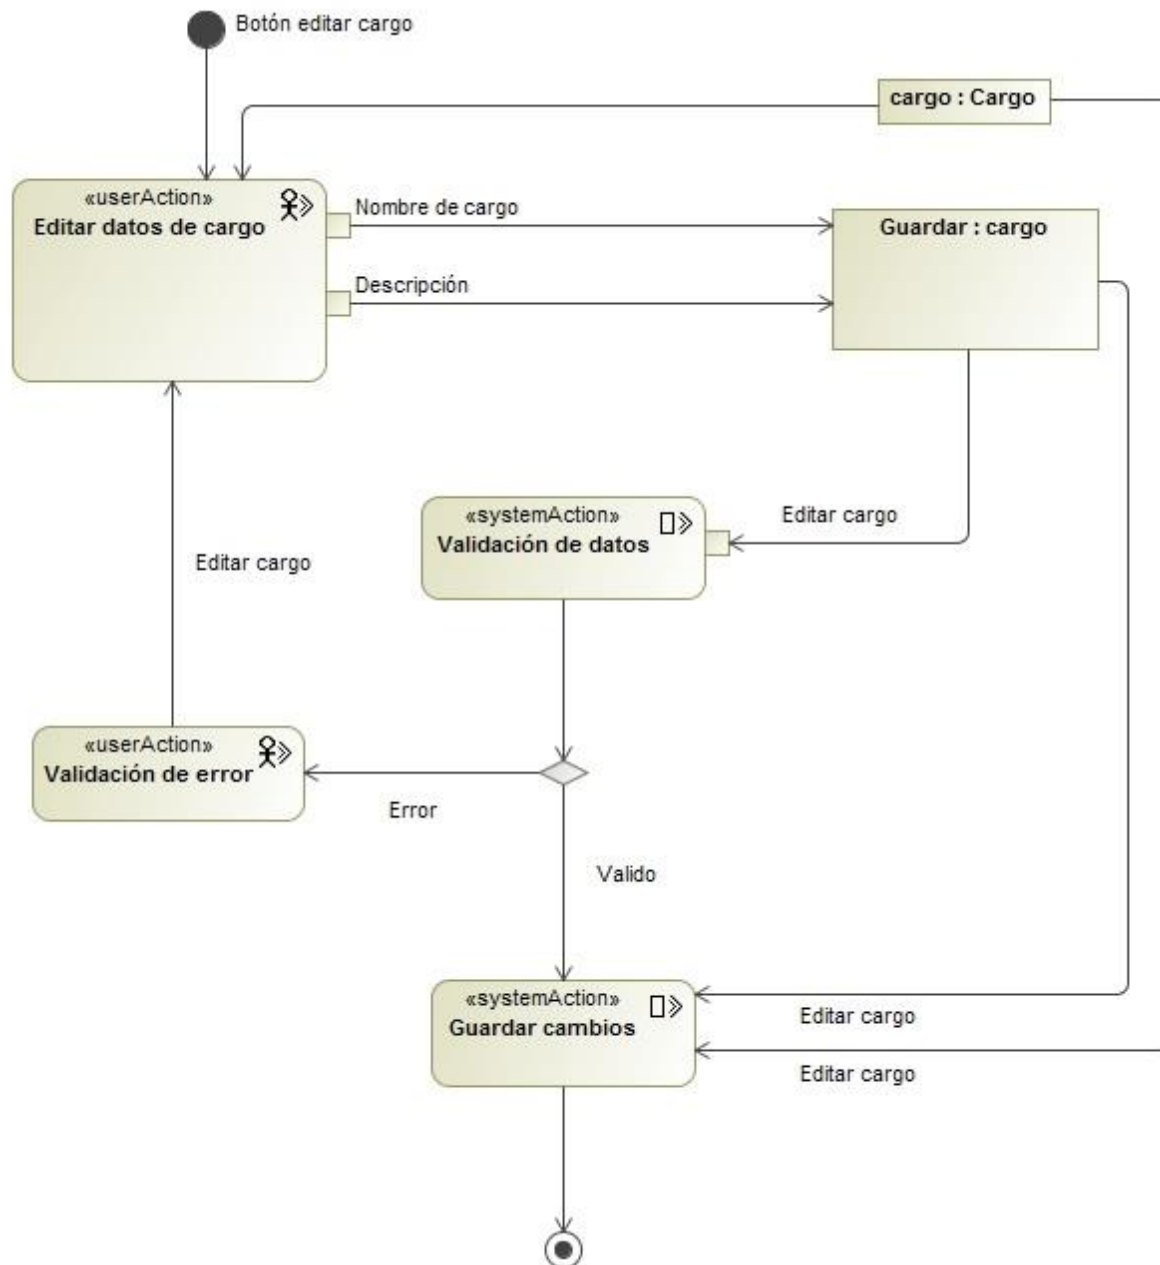 Botón editar cargo
cargo : Cargo
«userAction»
Editar datos de cargo
Nombre de cargo
Descripción
Guardar : cargo
«systemAction»
Validación de datos
Editar cargo
Editar cargo
«userAction»
Validación de error
Error
Valido
«systemAction»
Guardar cambios
Editar cargo
Editar cargo